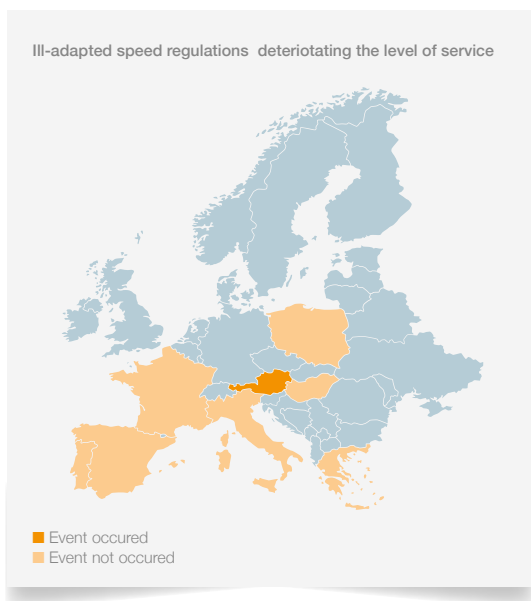 Ill-adapted speed regulations deteriotating the level of service
Event occured
Event not occured